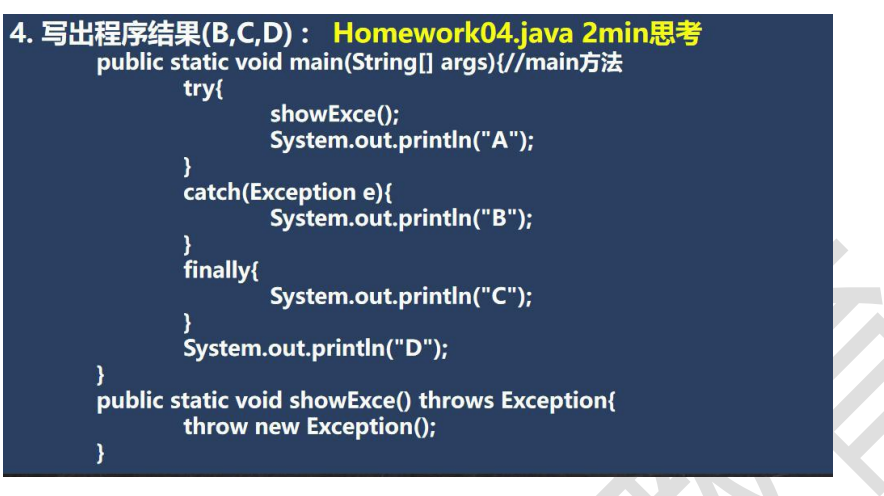 4. 写出程序结果(B,C,D)： Homework04.java 2min思考
public static void main(String[] args){//main方法
try{
showExce();
System.out.println("A");
}
catch(Exception e){
System.out.println("B");
}
finally{
System.out.println("C");
}
System.out.println("D");
}
public static void showExce() throws Exception{
throw new Exception();
}